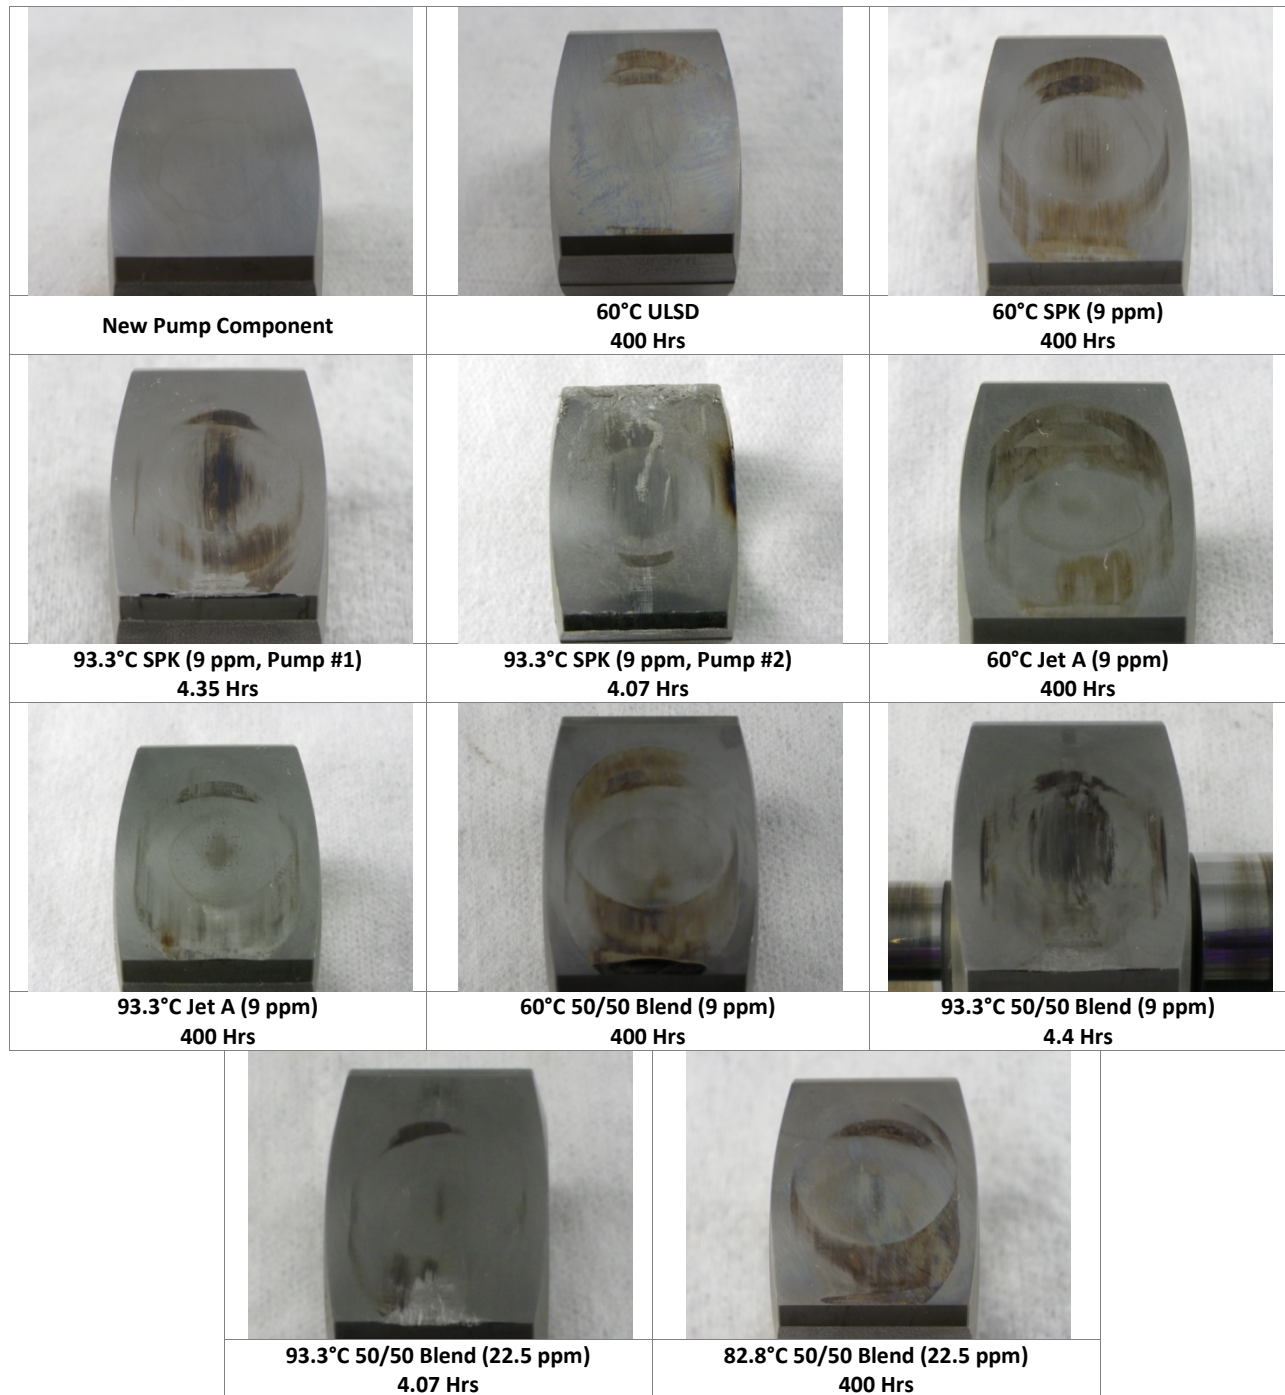 New Pump Component
60°C ULSD
400 Hrs
60°C SPK (9 ppm)
400 Hrs
93.3°C SPK (9 ppm, Pump #1)
4.35 Hrs
93.3°C SPK (9 ppm, Pump #2)
4.07 Hrs
60°C Jet A (9 ppm)
400 Hrs
93.3°C Jet A (9 ppm)
400 Hrs
60°C 50/50 Blend (9 ppm)
400 Hrs
93.3°C 50/50 Blend (9 ppm)
4.4 Hrs
93.3°C 50/50 Blend (22.5 ppm)
4.07 Hrs
82.8°C 50/50 Blend (22.5 ppm)
400 Hrs